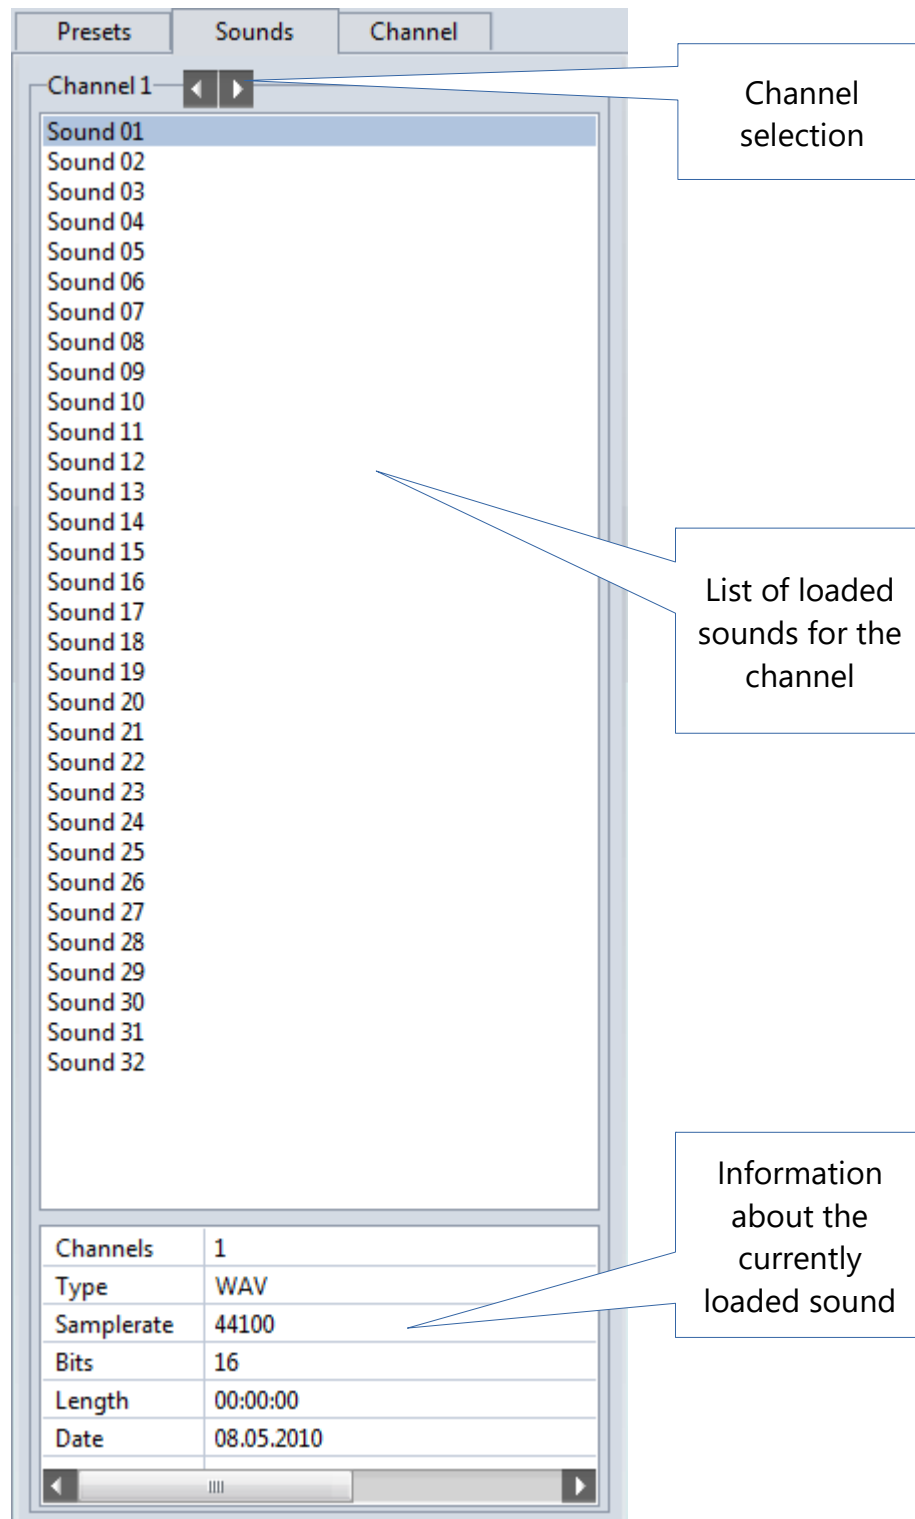 Presets Sounds Channel
Channel 1
Channel
selection
Sound 01
Sound 02
Sound 03
Sound 04
Sound 05
Sound 06
Sound 07
Sound 08
Sound 09
Sound 10
Sound 11
Sound 12
Sound 13
Sound 14
Sound 15
Sound 16
Sound 17
Sound 18
Sound 19
Sound 20
Sound 21
Sound 22
Sound 23
Sound 24
Sound 25
Sound 26
Sound 27
Sound 28
Sound 29
Sound 30
Sound 31
Sound 32
List of loaded
sounds for the
channel
Channels 1
Type WAV
Samplerate 44100
Bits 16
Length 00:00:00
Date 08.05.2010
Information
about the
currently
loaded sound